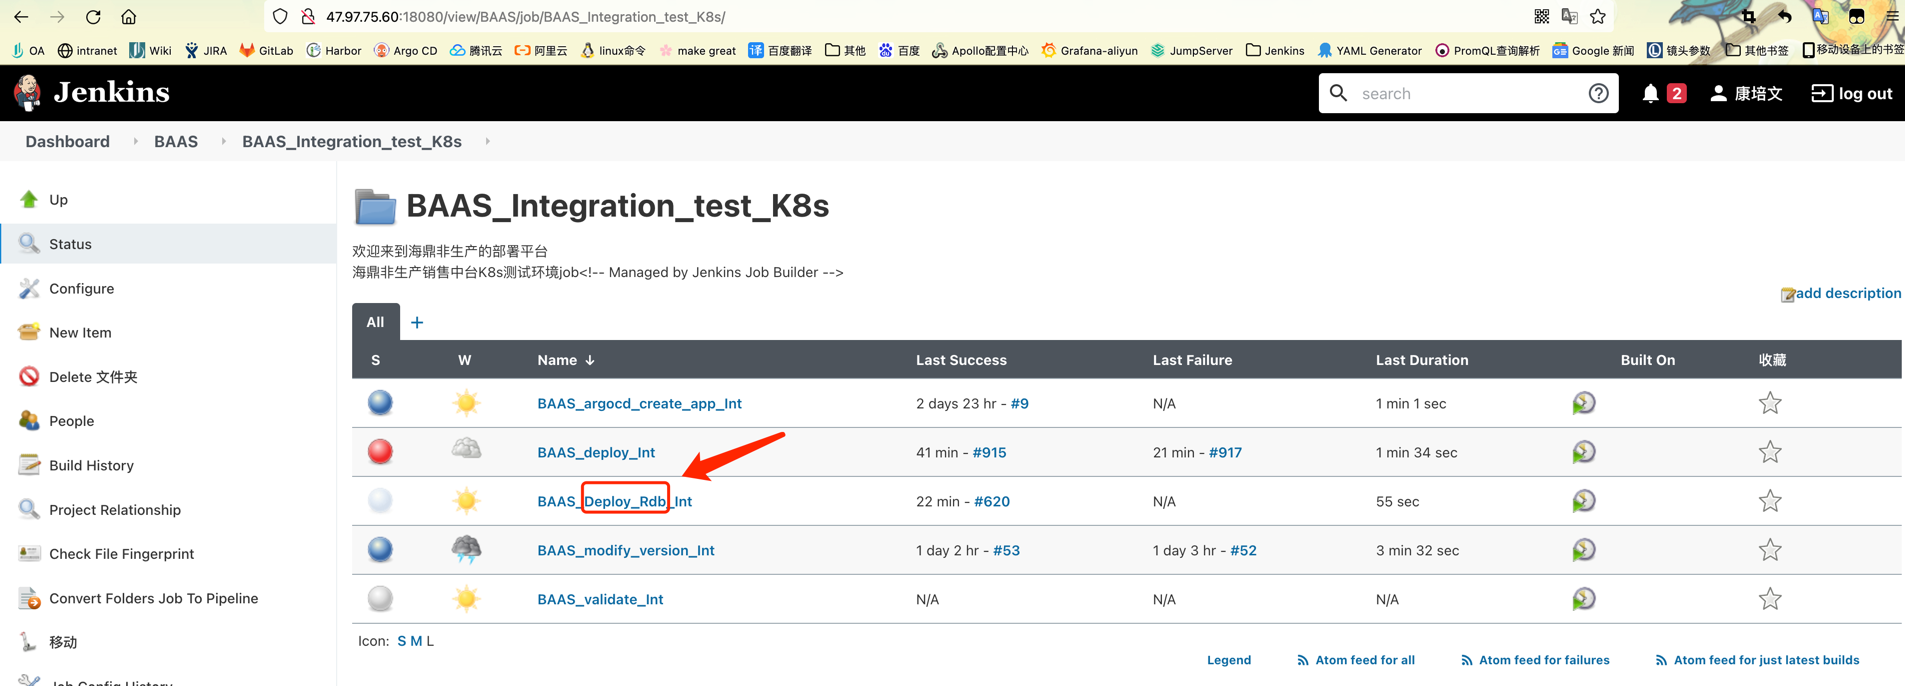 47.97.75.60:18080/view/BAAS/job/BAAS_Integration_test_K8s/
OA intranet Wiki JIRA GitLab Harbor Argo CD 腾讯云 阿里云 linux命令 make great 百度翻译 其他 百度 Apollo配置中心 Grafana-aliyun JumpServer Jenkins YAML Generator PromQL查询解析 Google 新闻 镜头参数 其他书签 移动设备上的书签
Jenkins search 2 康培文 log out
Dashboard BAAS BAAS_Integration_test_K8s
Up
Status
Configure
New Item
Delete 文件夹
People
Build History
Project Relationship
Check File Fingerprint
Convert Folders Job To Pipeline
移动
Job Config History
BAAS_Integration_test_K8s
欢迎来到海鼎非生产的部署平台
海鼎非生产销售中台K8s测试环境job<!-- Managed by Jenkins Job Builder -->
add description
All +
S W Name ↓ Last Success Last Failure Last Duration Built On 收藏
BAAS_argocd_create_app_Int 2 days 23 hr - #9 N/A 1 min 1 sec
BAAS_deploy_Int 41 min - #915 21 min - #917 1 min 34 sec
BAAS_Deploy_Rdb_Int 22 min - #620 N/A 55 sec
BAAS_modify_version_Int 1 day 2 hr - #53 1 day 3 hr - #52 3 min 32 sec
BAAS_validate_Int N/A N/A N/A
Icon: S M L
Legend Atom feed for all Atom feed for failures Atom feed for just latest builds